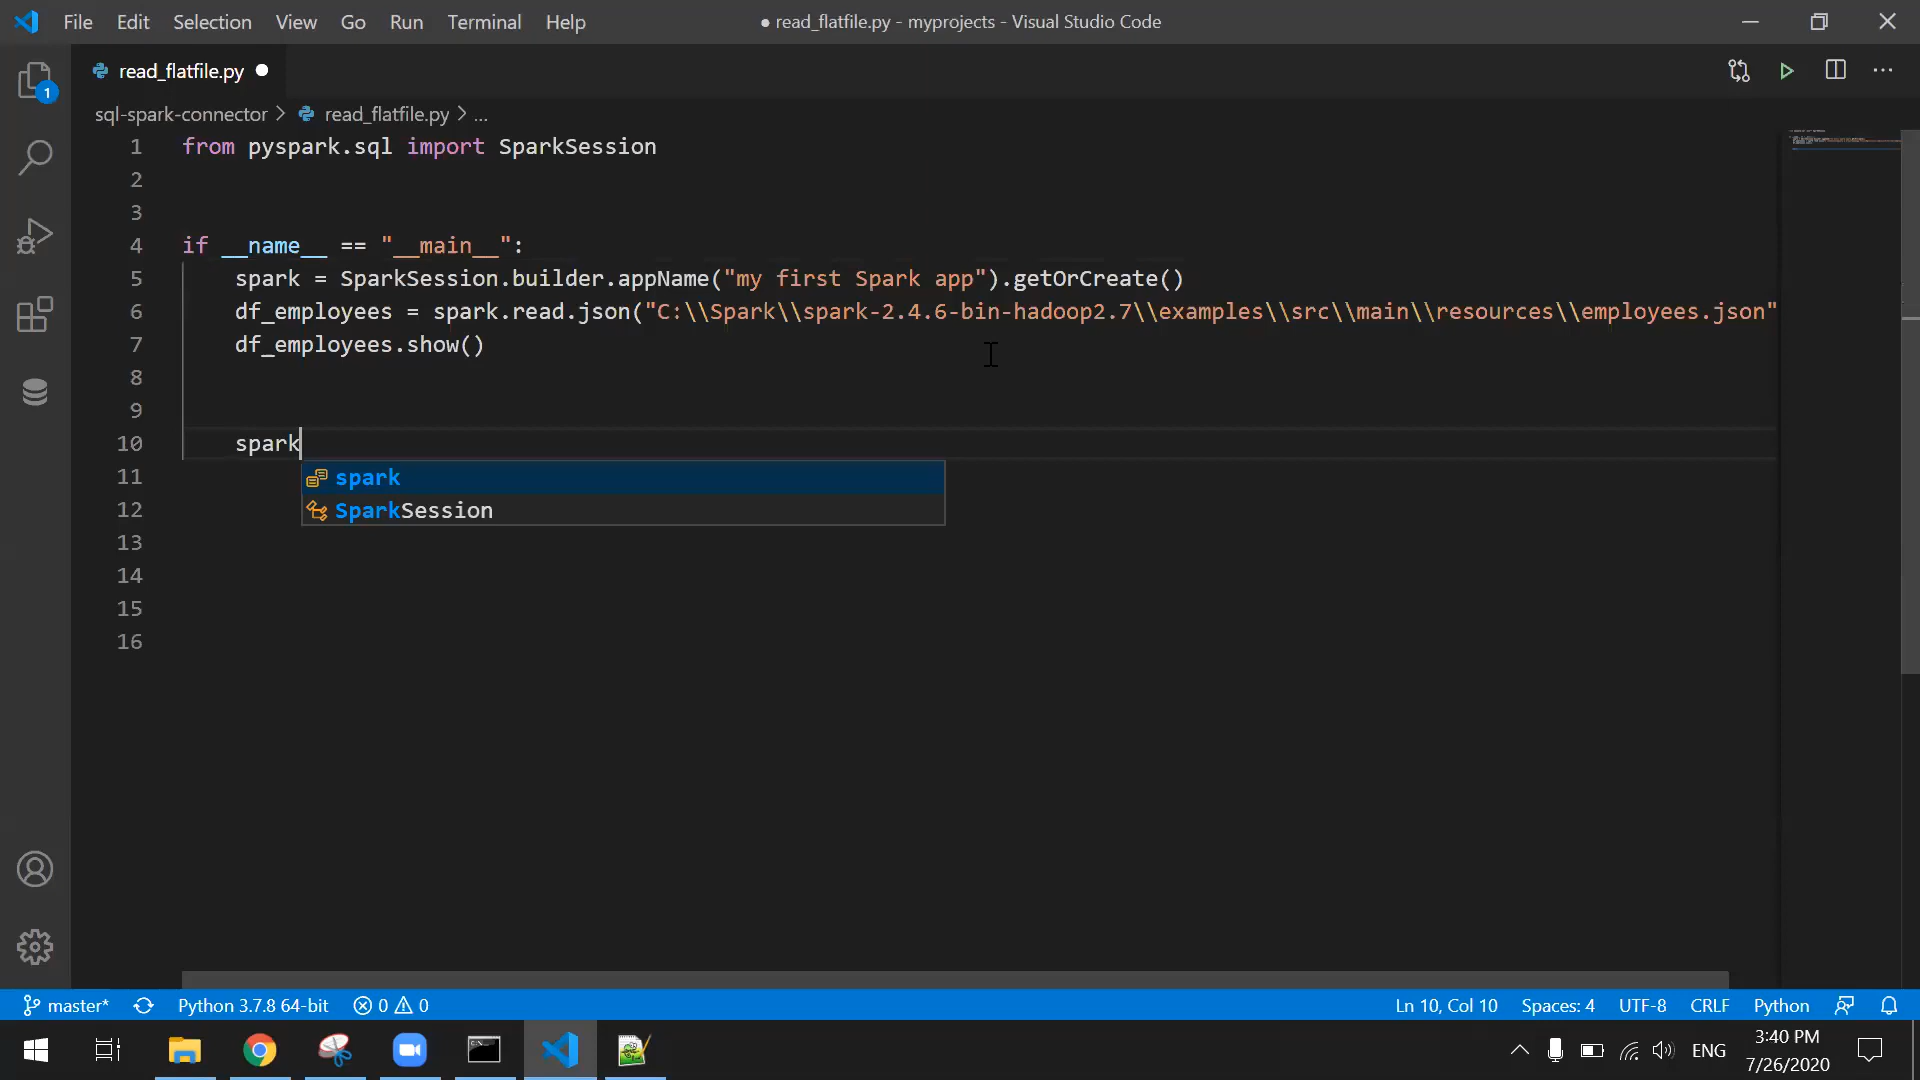 File Edit Selection View Go Run Terminal Help
● read_flatfile.py - myprojects - Visual Studio Code
1
read_flatfile.py ●
sql-spark-connector > read_flatfile.py > ...
1 from pyspark.sql import SparkSession
2
3
4 if __name__ == "__main__":
5 spark = SparkSession.builder.appName("my first Spark app").getOrCreate()
6 df_employees = spark.read.json("C:\\Spark\\spark-2.4.6-bin-hadoop2.7\\examples\\src\\main\\resources\\employees.json"
7 df_employees.show()
8
9
10 spark
11 spark
12 SparkSession
13
14
15
16
master* Python 3.7.8 64-bit 0 0 Ln 10, Col 10 Spaces: 4 UTF-8 CRLF Python
ENG 3:40 PM
7/26/2020